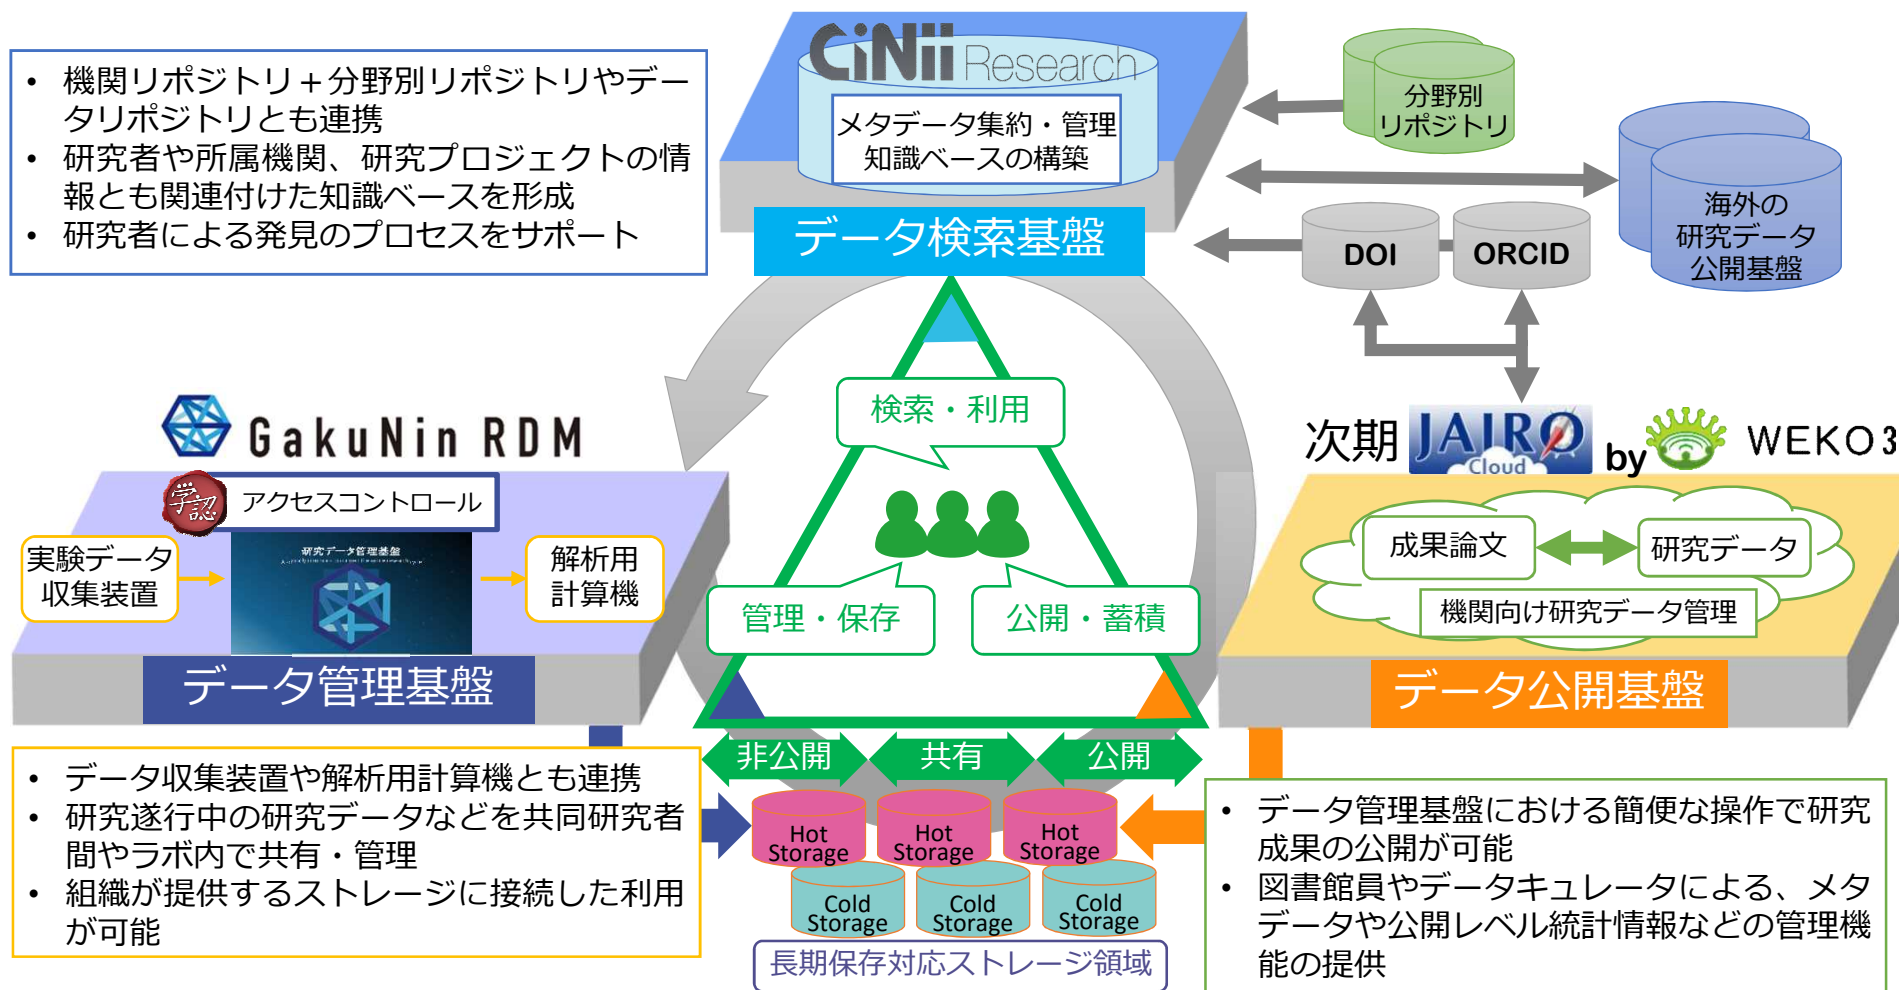 CiNii Research
メタデータ集約・管理
知識ベースの構築
データ検索基盤
• 機関リポジトリ＋分野別リポジトリやデー
タリポジトリとも連携
• 研究者や所属機関、研究プロジェクトの情
報とも関連付けた知識ベースを形成
• 研究者による発見のプロセスをサポート
分野別
リポジトリ
海外の
研究データ
公開基盤
DOI
ORCID
検索・利用
管理・保存
公開・蓄積
GakuNin RDM
学認
アクセスコントロール
実験データ
収集装置
研究データ管理基盤
解析用
計算機
データ管理基盤
次期 JAIRO Cloud by WEKO3
成果論文
研究データ
機関向け研究データ管理
データ公開基盤
非公開
共有
公開
• データ収集装置や解析用計算機とも連携
• 研究遂行中の研究データなどを共同研究者
間やラボ内で共有・管理
• 組織が提供するストレージに接続した利用
が可能
Hot
Storage
Hot
Storage
Hot
Storage
Cold
Storage
Cold
Storage
Cold
Storage
長期保存対応ストレージ領域
• データ管理基盤における簡便な操作で研究
成果の公開が可能
• 図書館員やデータキュレータによる、メタ
データや公開レベル統計情報などの管理機
能の提供